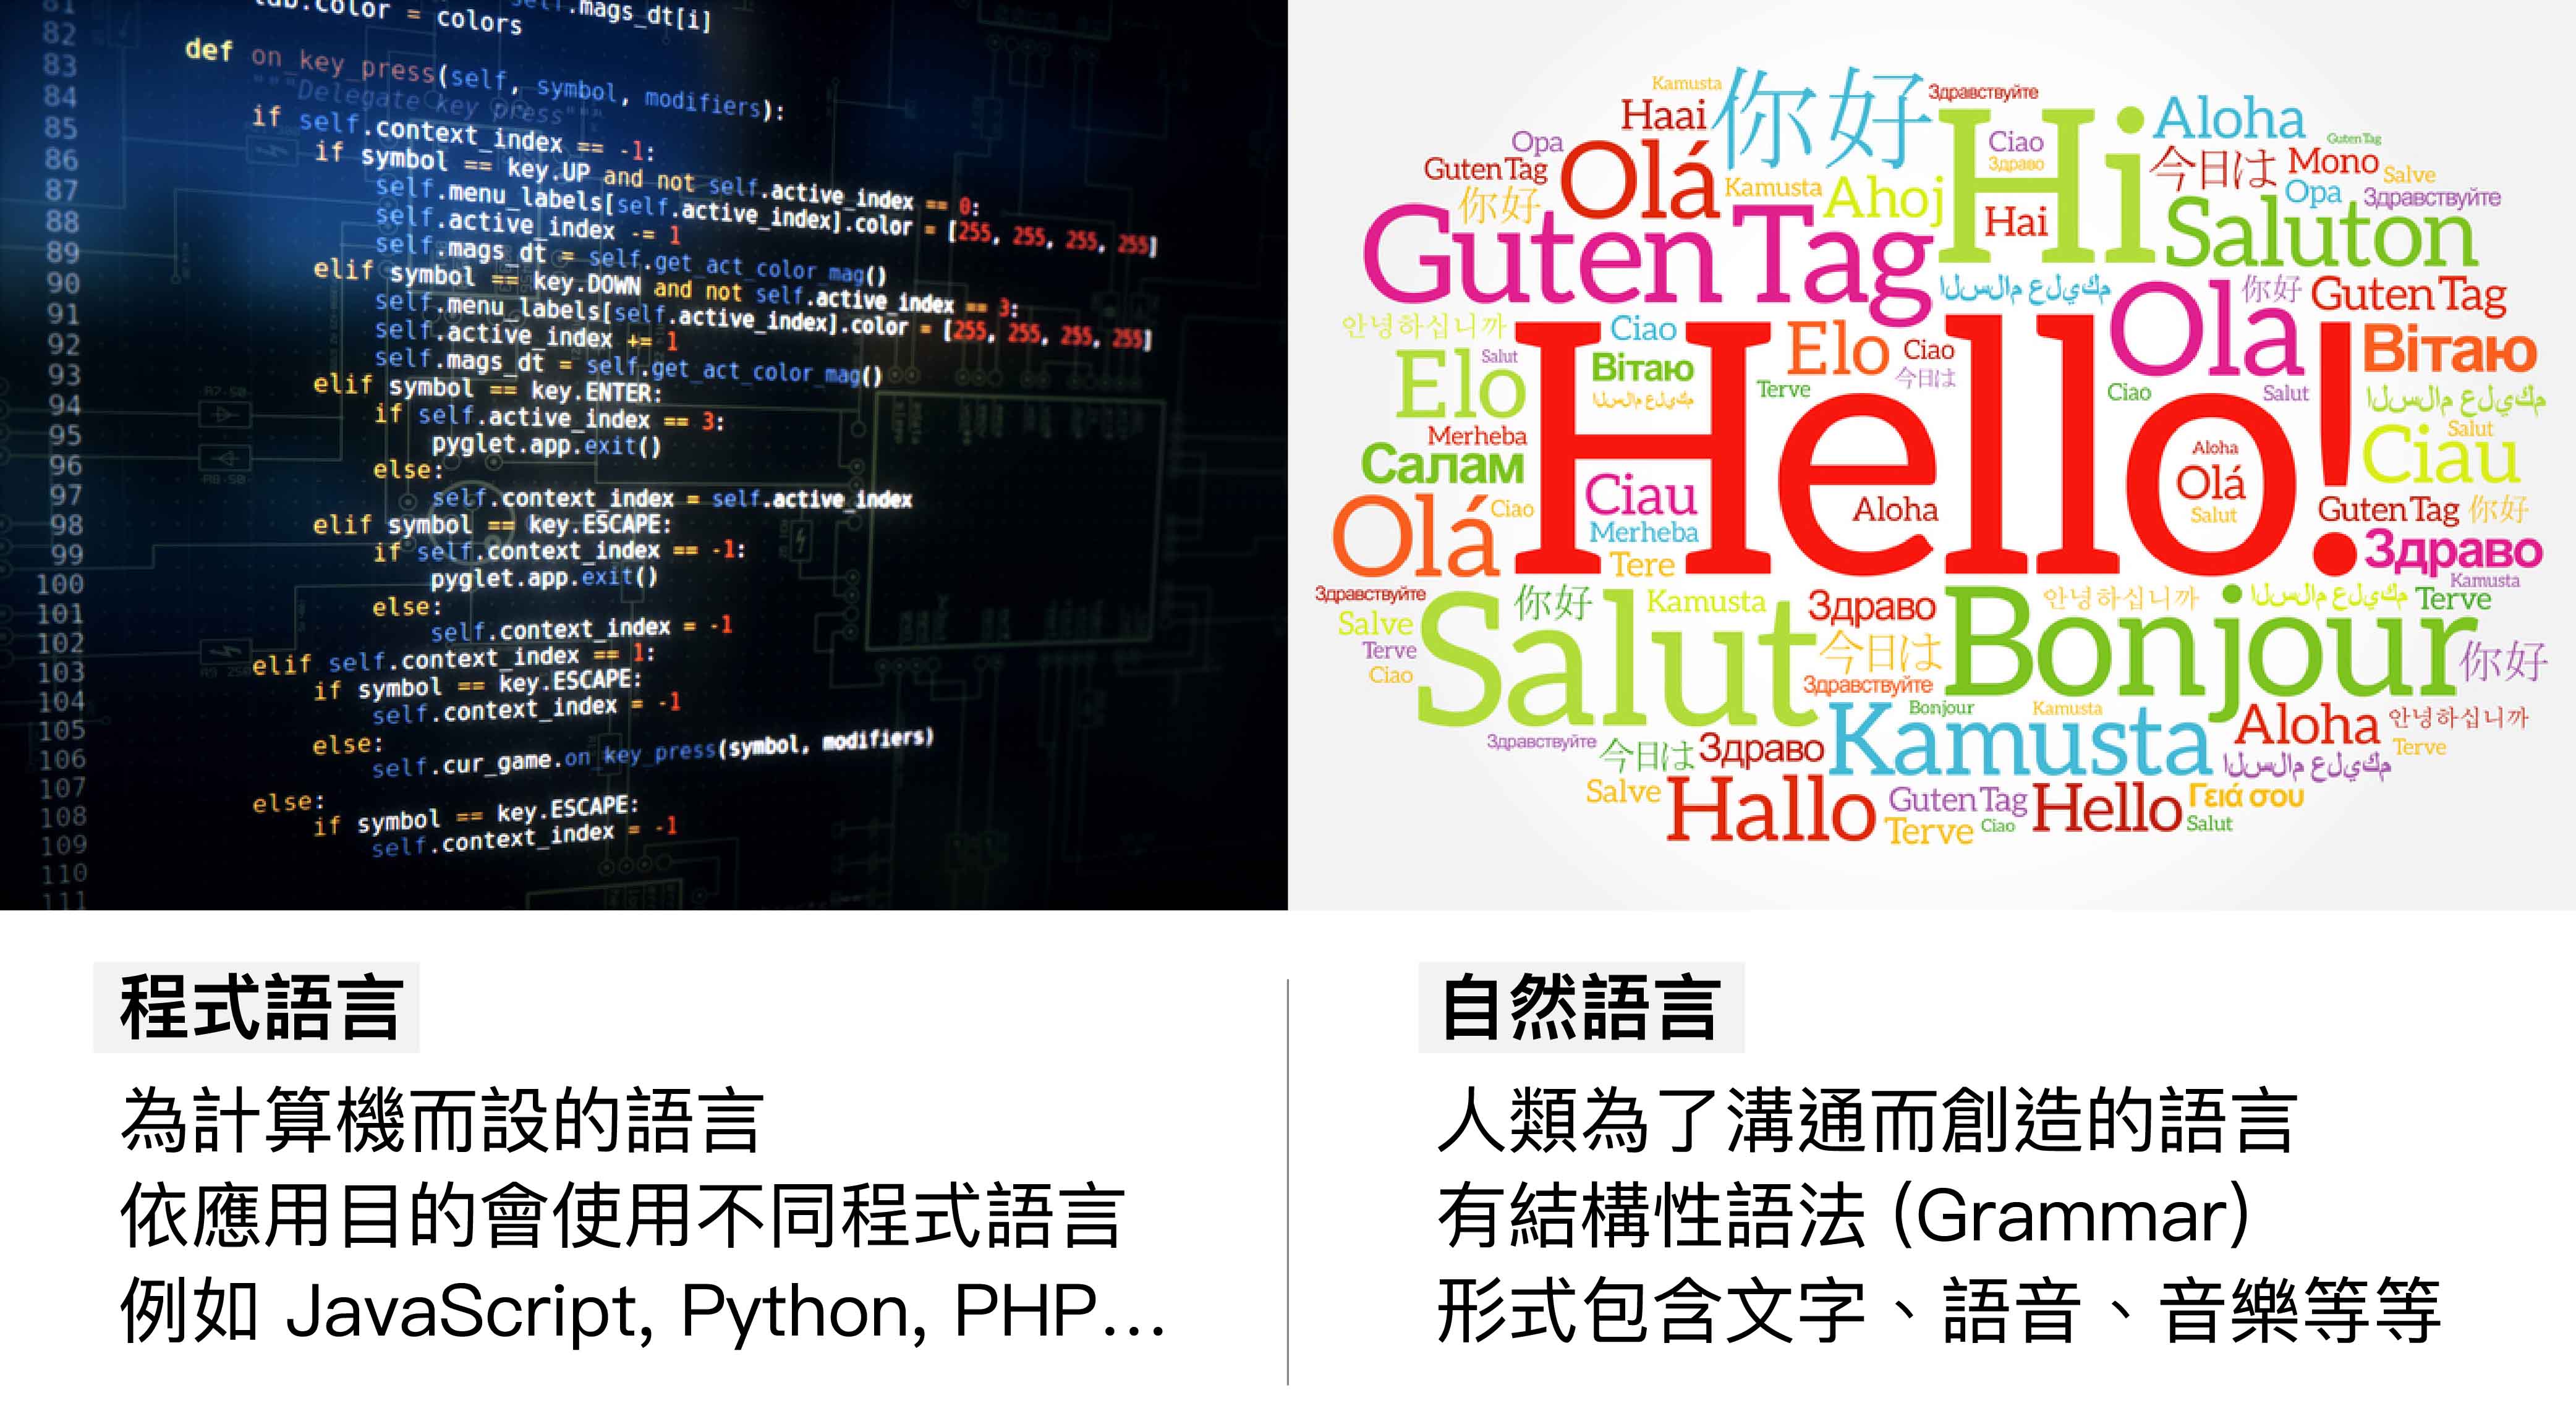 81
82
83
84
85
86
87
88
89
90
91
92
93
94
95
96
97
98
99
100
101
102
103
104
105
106
107
108
109
110
111
.color = colors
.mags_dt[i]
def on_key_press(self, symbol, modifiers):
"""Delegate key press"""
if self.context_index == -1:
if symbol == key.UP and not self.active_index == 0:
self.menu_labels[self.active_index].color = [255, 255, 255, 255]
self.active_index -= 1
self.mags_dt = self.get_act_color_mag()
elif symbol == key.DOWN and not self.active_index == 3:
self.menu_labels[self.active_index].color = [255, 255, 255, 255]
self.active_index += 1
self.mags_dt = self.get_act_color_mag()
elif symbol == key.ENTER:
if self.active_index == 3:
pyglet.app.exit()
else:
self.context_index = self.active_index
elif symbol == key.ESCAPE:
if self.context_index == -1:
pyglet.app.exit()
else:
self.context_index = -1
elif self.context_index == 1:
if symbol == key.ESCAPE:
self.context_index = -1
else:
self.cur_game.on_key_press(symbol, modifiers)
else:
if symbol == key.ESCAPE:
self.context_index = -1
Kamusta
Haai
你好
Здравствуйте
Hi
Aloha
Opa
Guten Tag
Olá
Ciao
Здраво
Guten Tag
今日は
Mono
Salve
你好
Kamusta
Ahoj
Hai
Opa
Здравствуйте
Guten Tag
Saluton
السلام عليكم
Ola
你好
Guten Tag
안녕하십니까
Ciao
Elo
Ciao
Вітаю
Elo
Salut
Вітаю
Hello!
Terve
今日は
Ciao
Salut
السلام عليكم
السلام عليكم
Merheba
Aloha
Salut
Салам
Ciau
Olá
Ciau
Olá
Ciao
Aloha
Salut
Guten Tag
你好
Merheba
Tere
Здраво
Kamusta
Здравствуйте
你好
Kamusta
Здраво
Bonjour
안녕하십니까
السلام عليكم
Terve
Salve
Salut
Terve
今日は
你好
Ciao
Здравствуйте
Bonjour
Kamusta
Aloha
안녕하십니까
Здравствуйте
今日は
Здраво
Kamusta
السلام عليكم
Terve
Salve
Hallo
Guten Tag
Hello
Γειά σου
Terve
Ciao
Salut
程式語言
為計算機而設的語言
依應用目的會使用不同程式語言
例如 JavaScript, Python, PHP...
自然語言
人類為了溝通而創造的語言
有結構性語法 (Grammar)
形式包含文字、語音、音樂等等